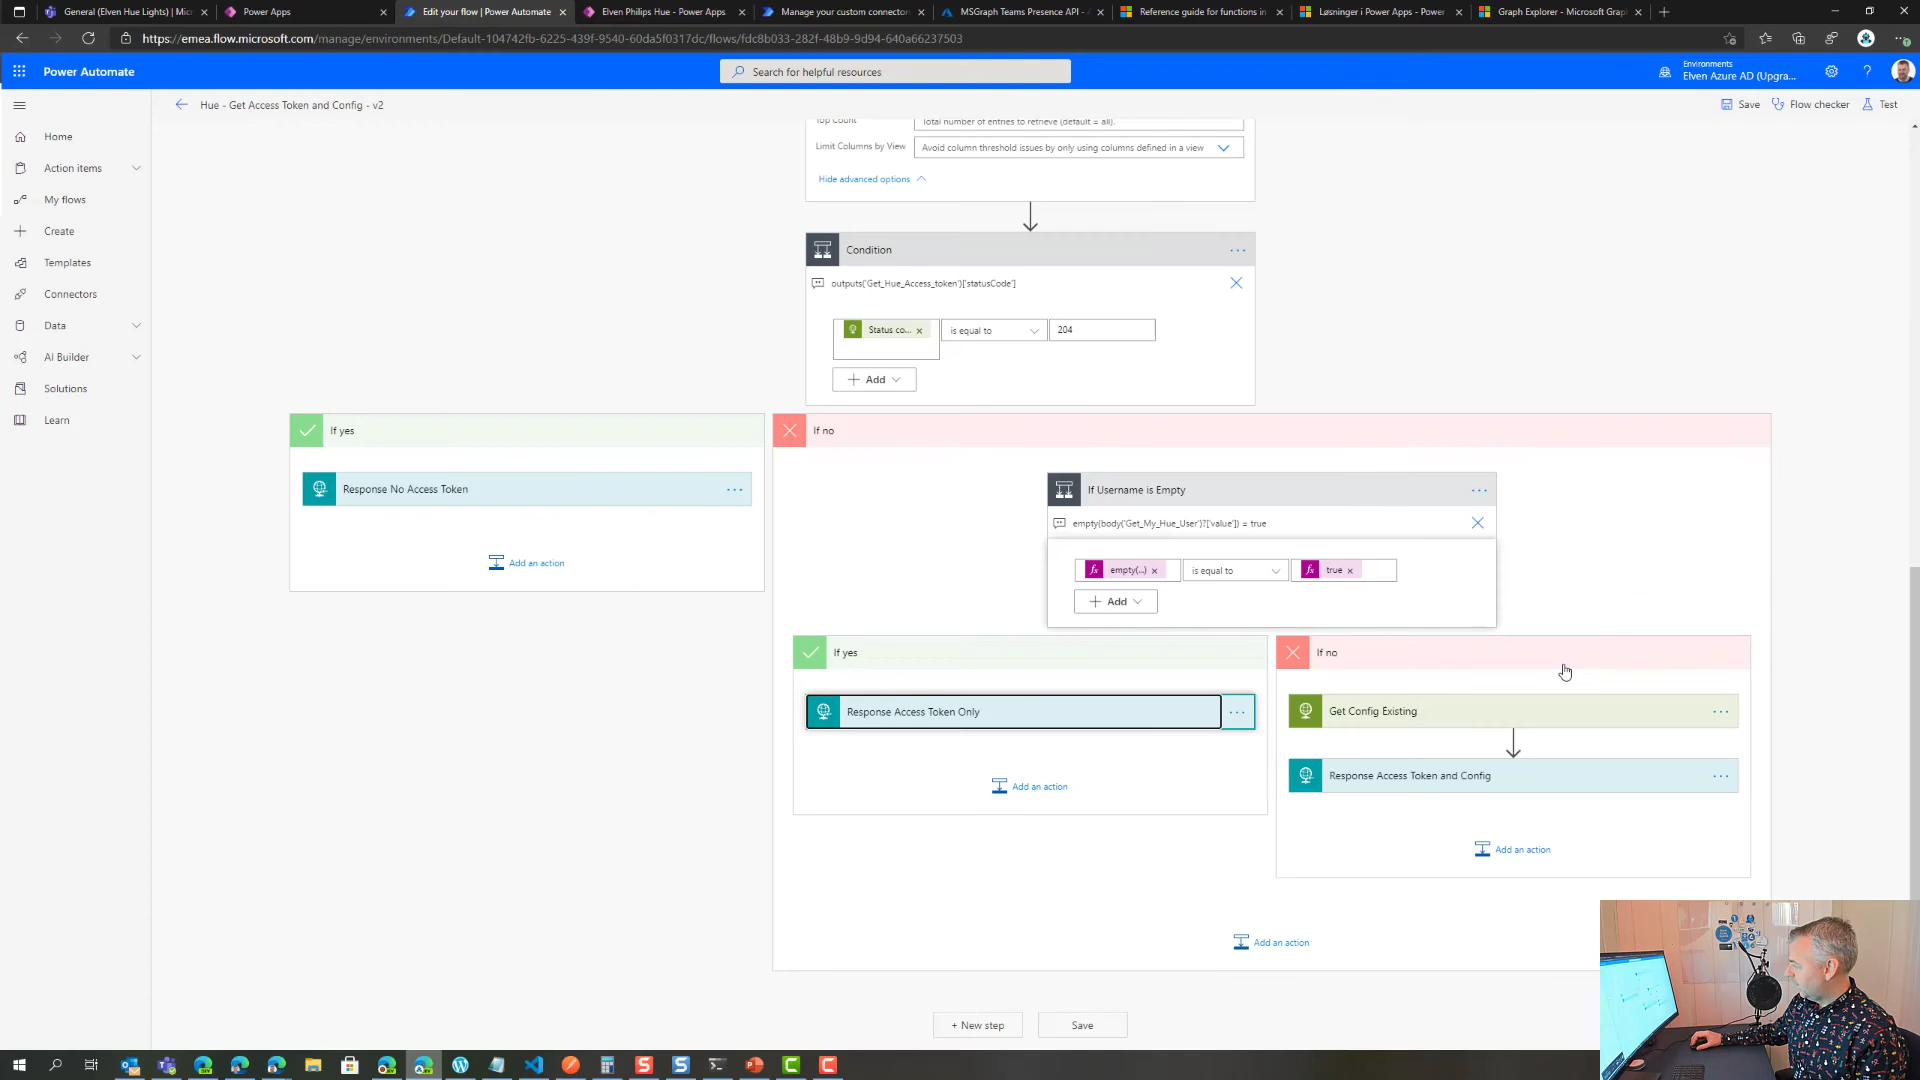 General (Elven Hue Lights) | Mic
Power Apps
Edit your flow | Power Automate
Elven Philips Hue - Power Apps
Manage your custom connectors
MSGraph Teams Presence API -
Reference guide for functions in
Løsninger i Power Apps - Power
Graph Explorer - Microsoft Grap
https://emea.flow.microsoft.com/manage/environments/Default-104742fb-6225-439f-9540-60da5f0317dc/flows/fdc8b033-282f-48b9-9d94-640a66237503
Power Automate
Search for helpful resources
Environments
Elven Azure AD (Upgra...
Hue - Get Access Token and Config - v2
Save
Flow checker
Test
Home
Action items
My flows
Create
Templates
Connectors
Data
AI Builder
Solutions
Learn
Top Count
Total number of entries to retrieve (default = all).
Limit Columns by View
Avoid column threshold issues by only using columns defined in a view
Hide advanced options
Condition
outputs('Get_Hue_Access_token')['statusCode']
Status co...
is equal to
204
Add
If yes
Response No Access Token
Add an action
If no
If Username is Empty
empty(body('Get_My_Hue_User')?['value']) = true
fx empty(...)
is equal to
fx true
Add
If yes
Response Access Token Only
Add an action
If no
Get Config Existing
Response Access Token and Config
Add an action
Add an action
+ New step
Save